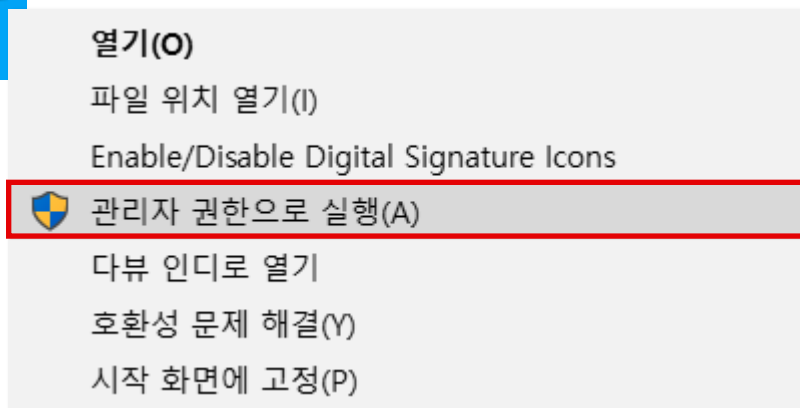 열기(O)
파일 위치 열기(I)
Enable/Disable Digital Signature Icons
관리자 권한으로 실행(A)
다뷰 인디로 열기
호환성 문제 해결(Y)
시작 화면에 고정(P)